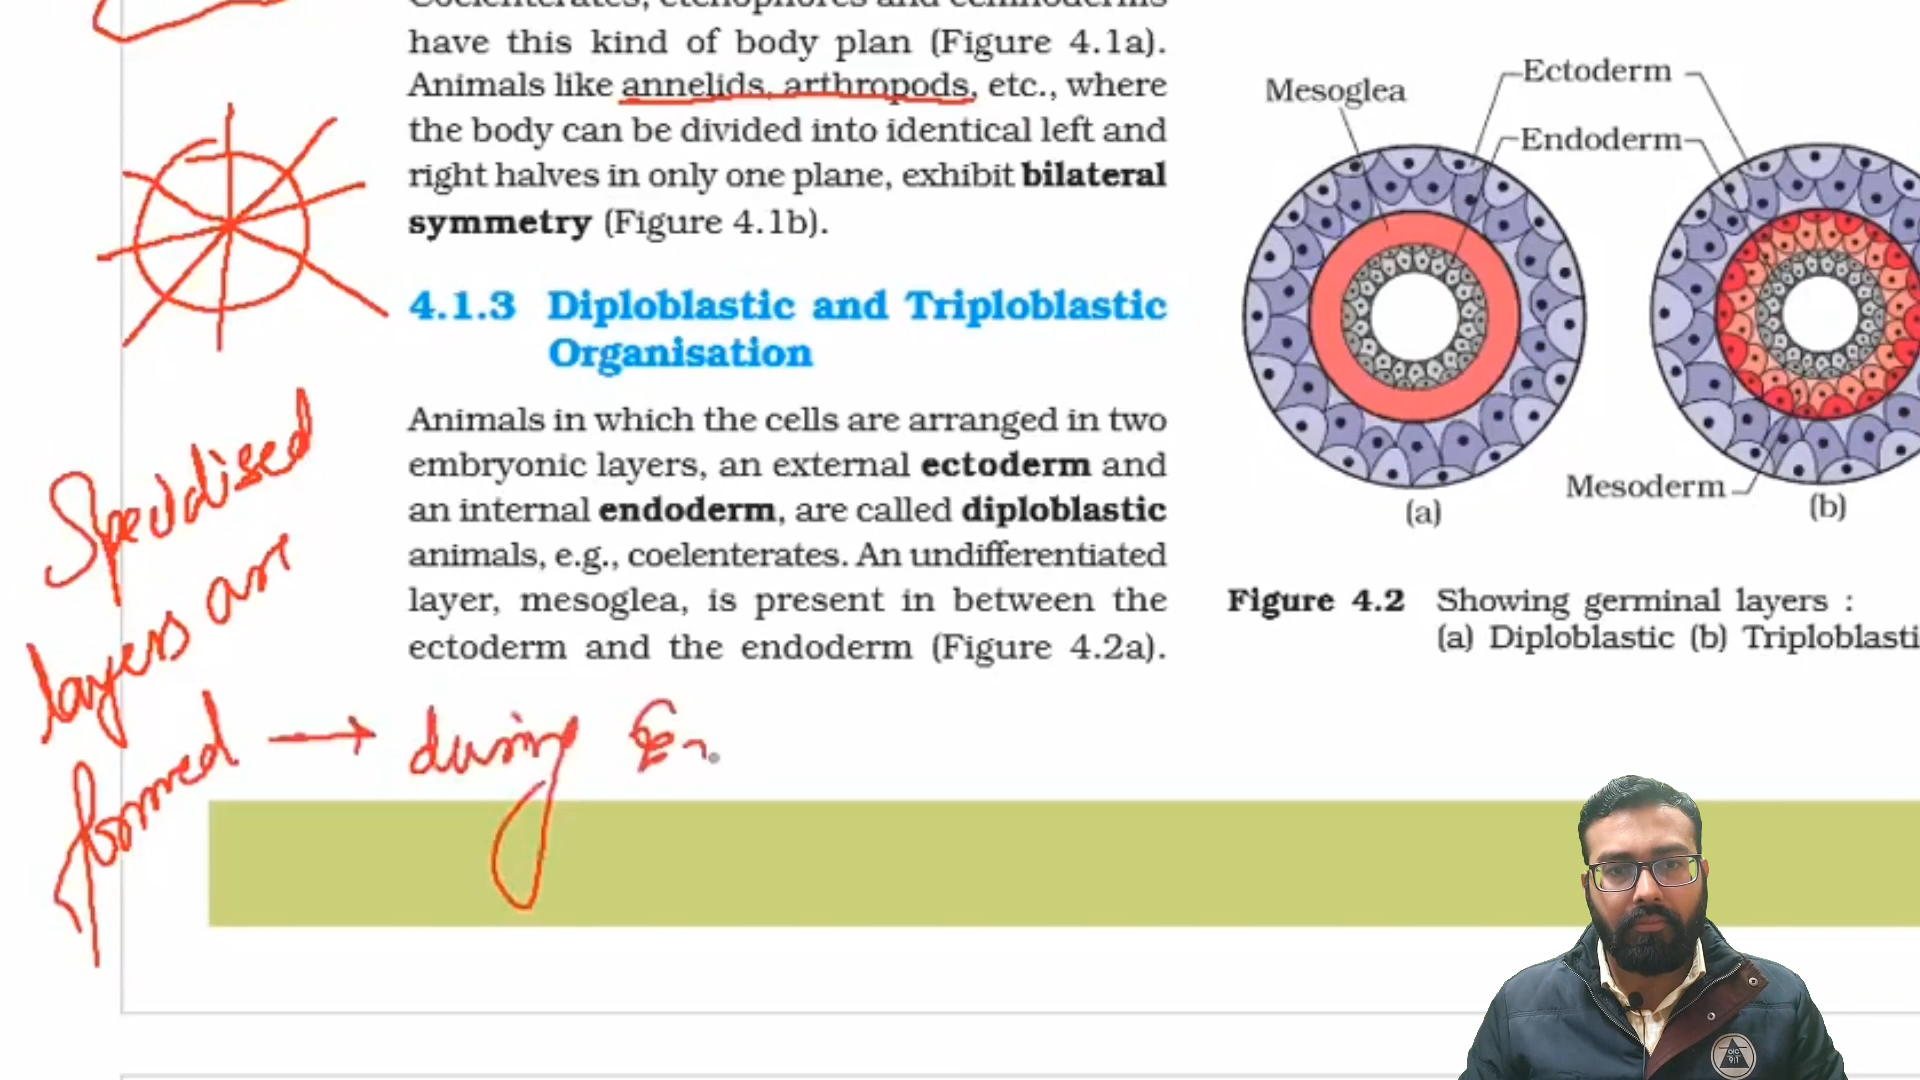 have this kind of body plan (Figure 4.1a).
Animals like annelids, arthropods, etc., where
the body can be divided into identical left and
right halves in only one plane, exhibit bilateral
symmetry (Figure 4.1b).
4.1.3 Diploblastic and Triploblastic
Organisation
Animals in which the cells are arranged in two
embryonic layers, an external ectoderm and
an internal endoderm, are called diploblastic
animals, e.g., coelenterates. An undifferentiated
layer, mesoglea, is present in between the
ectoderm and the endoderm (Figure 4.2a).
Mesoglea
Ectoderm
Endoderm
Mesoderm
(a)
(b)
Figure 4.2 Showing germinal layers :
(a) Diploblastic (b) Triploblasti
Specialised
layers are
formed → during